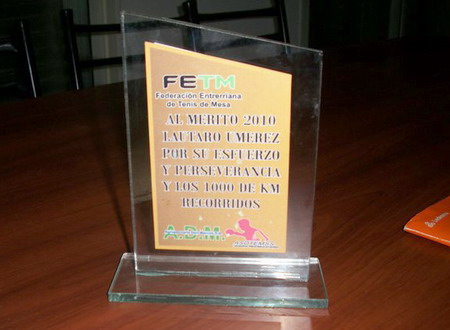 FETM
Federación Entrerriana
de Tenis de Mesa
AL MERITO 2010
LAUTARO UMEREZ
POR SU ESFUERZO
Y PERSEVERANCIA
Y LOS 1000 DE KM
RECORRIDOS
A.D.M.